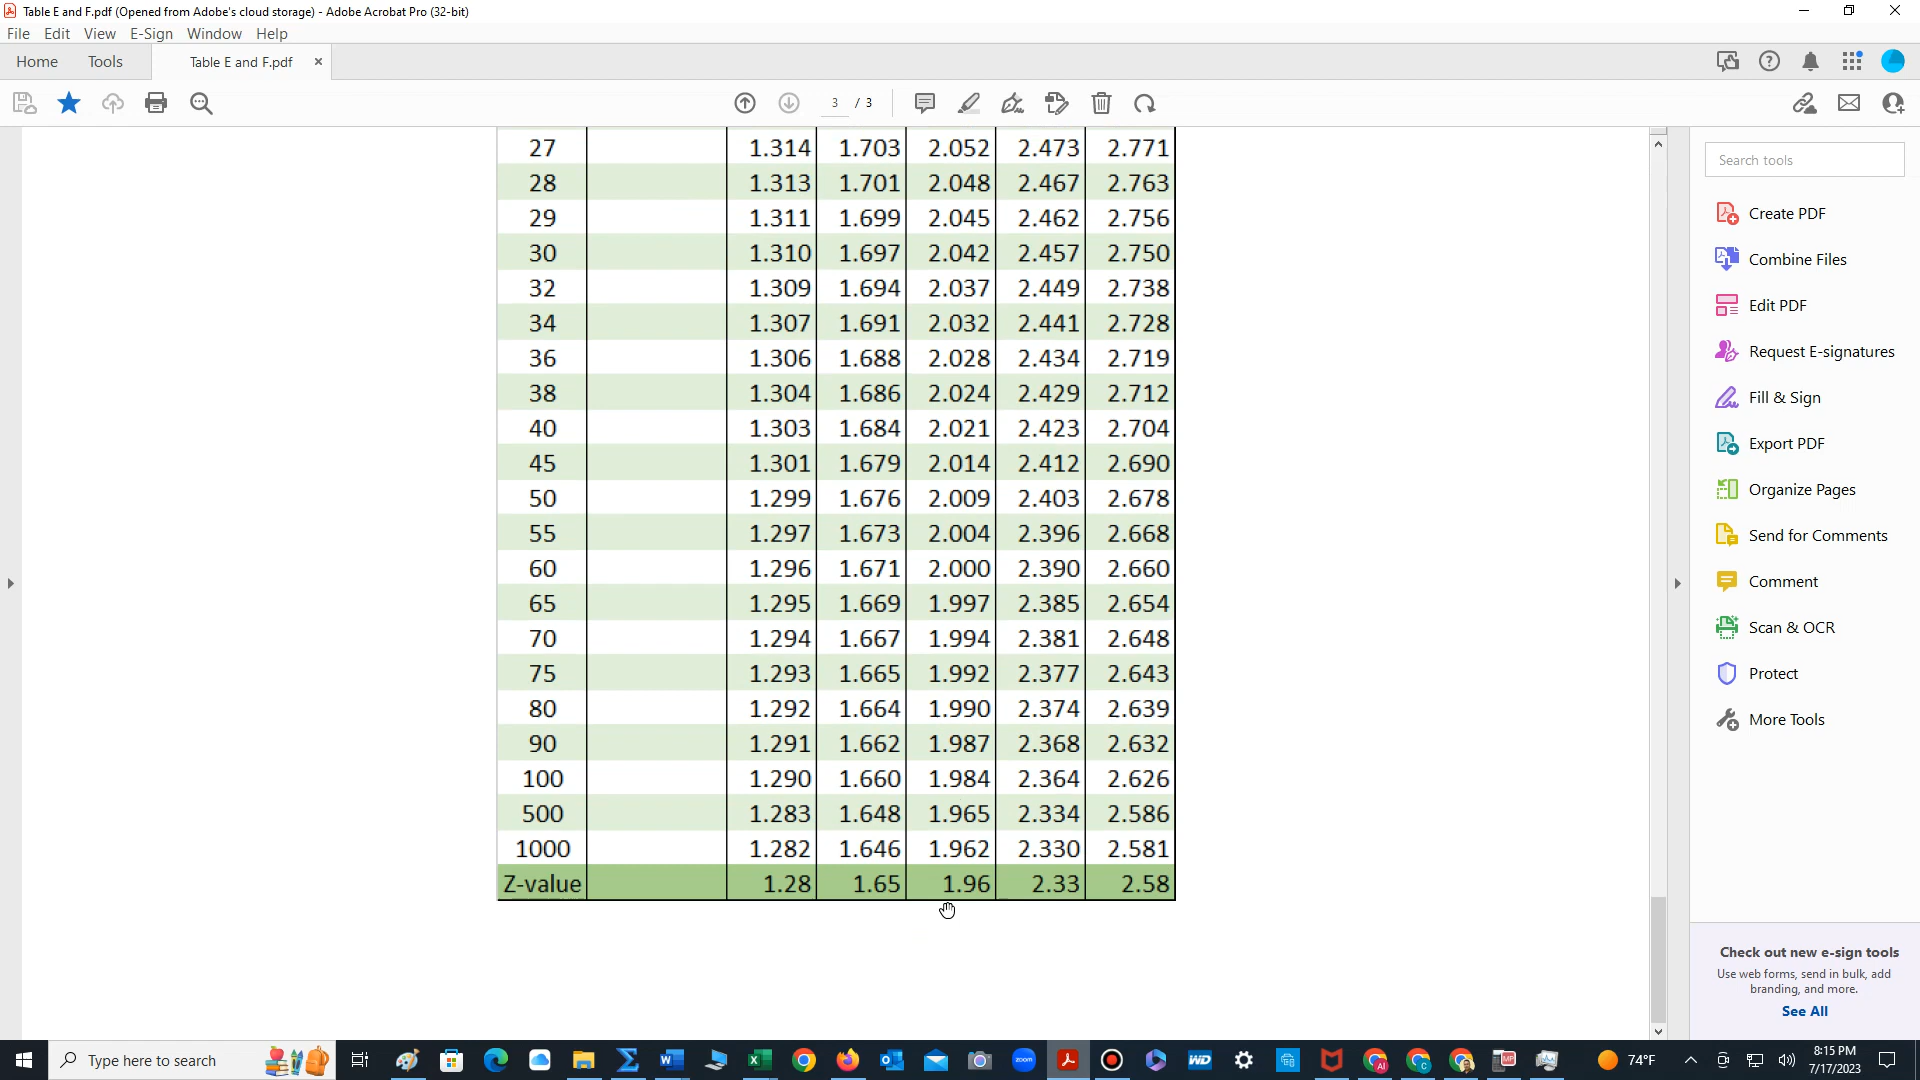 Table E and F.pdf (Opened from Adobe's cloud storage) - Adobe Acrobat Pro (32-bit)
File Edit View E-Sign Window Help
Home Tools Table E and F.pdf ×
3 / 3
27 1.314 1.703 2.052 2.473 2.771
28 1.313 1.701 2.048 2.467 2.763
29 1.311 1.699 2.045 2.462 2.756
30 1.310 1.697 2.042 2.457 2.750
32 1.309 1.694 2.037 2.449 2.738
34 1.307 1.691 2.032 2.441 2.728
36 1.306 1.688 2.028 2.434 2.719
38 1.304 1.686 2.024 2.429 2.712
40 1.303 1.684 2.021 2.423 2.704
45 1.301 1.679 2.014 2.412 2.690
50 1.299 1.676 2.009 2.403 2.678
55 1.297 1.673 2.004 2.396 2.668
60 1.296 1.671 2.000 2.390 2.660
65 1.295 1.669 1.997 2.385 2.654
70 1.294 1.667 1.994 2.381 2.648
75 1.293 1.665 1.992 2.377 2.643
80 1.292 1.664 1.990 2.374 2.639
90 1.291 1.662 1.987 2.368 2.632
100 1.290 1.660 1.984 2.364 2.626
500 1.283 1.648 1.965 2.334 2.586
1000 1.282 1.646 1.962 2.330 2.581
Z-value 1.28 1.65 1.96 2.33 2.58
Search tools
Create PDF
Combine Files
Edit PDF
Request E-signatures
Fill & Sign
Export PDF
Organize Pages
Send for Comments
Comment
Scan & OCR
Protect
More Tools
Check out new e-sign tools
Use web forms, send in bulk, add
branding, and more.
See All
Type here to search
zoom
WD
74°F
8:15 PM
7/17/2023